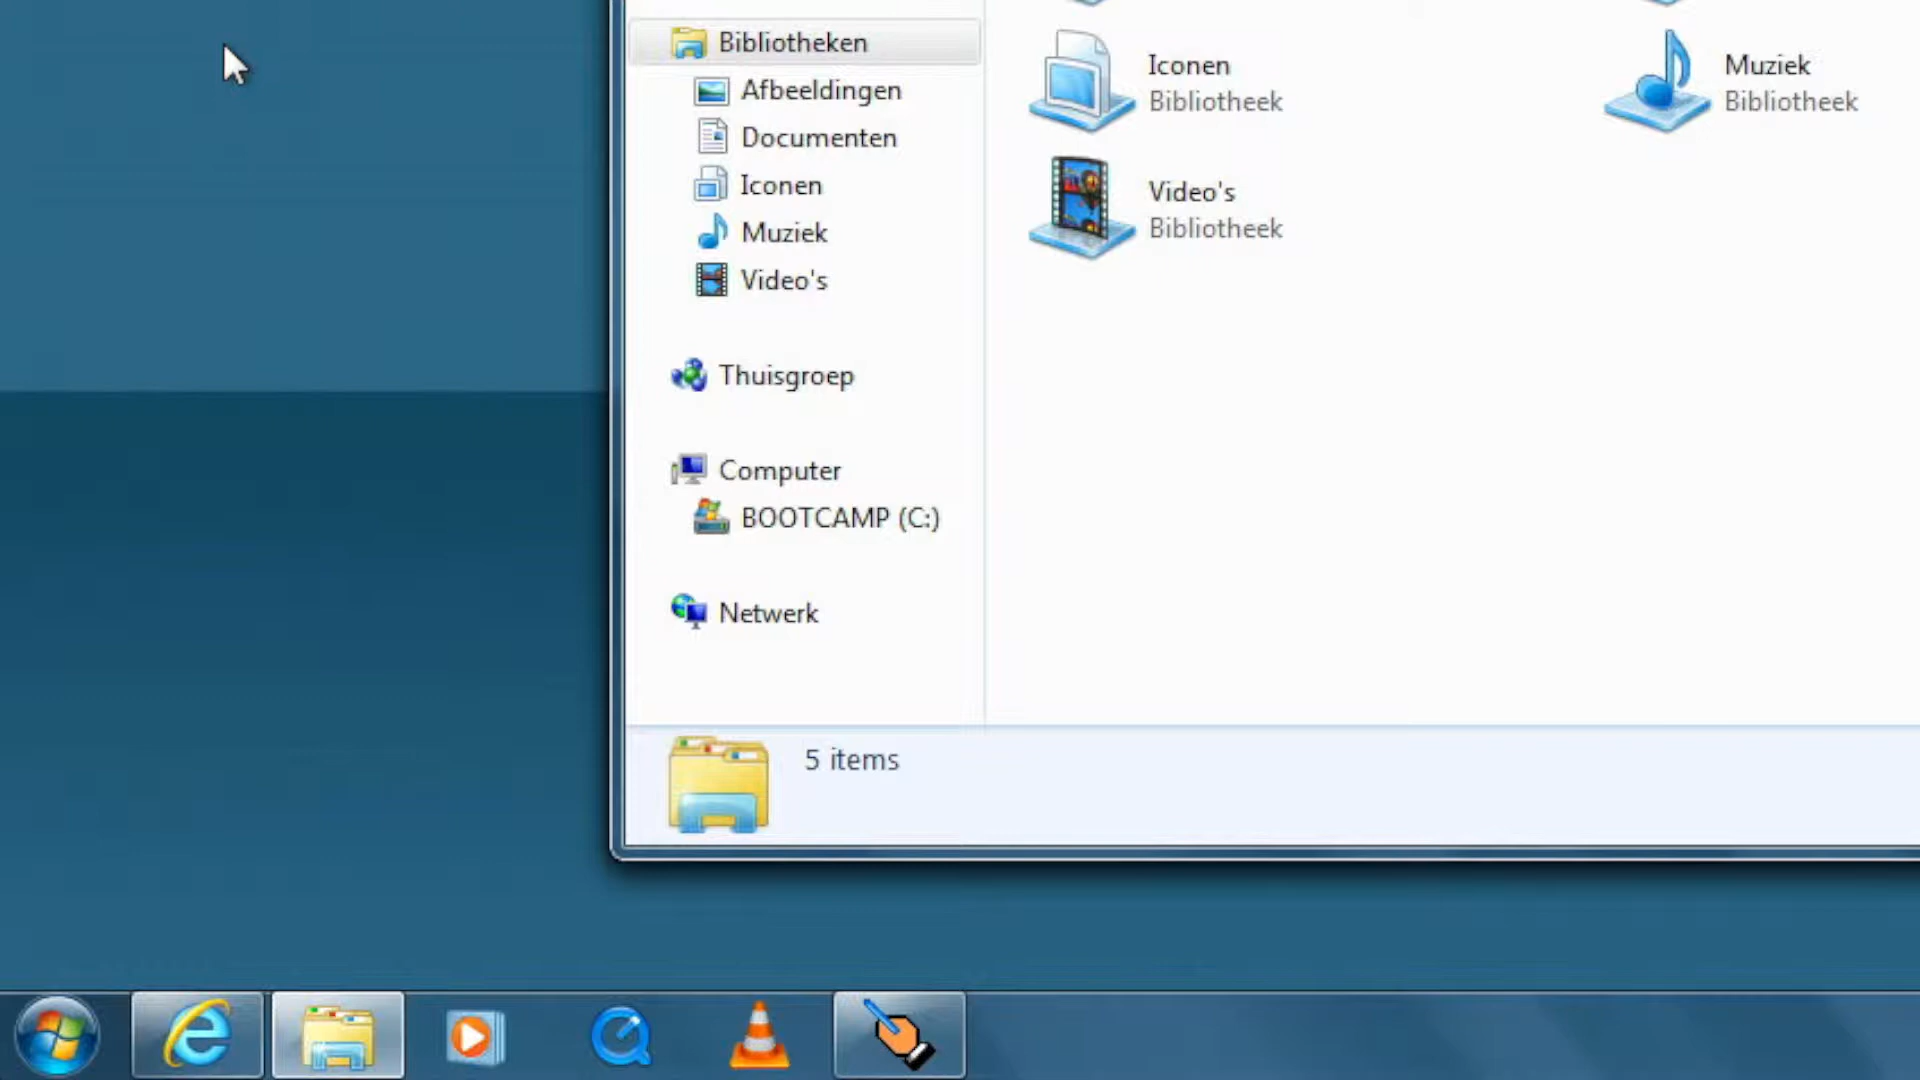 Bibliotheken
Afbeeldingen
Documenten
Iconen
Muziek
Video's
Thuisgroep
Computer
BOOTCAMP (C:)
Netwerk
Iconen
Bibliotheek
Muziek
Bibliotheek
Video's
Bibliotheek
5 items